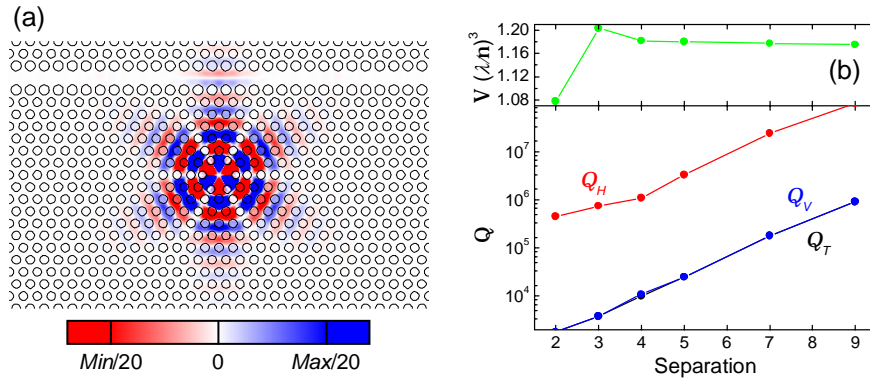 (a)
Min/20 0 Max/20
(b)
V (λ/n)³
1.20
1.16
1.12
1.08
Q
10⁷
10⁶
10⁵
10⁴
Q_H
Q_V
Q_T
2 3 4 5 6 7 8 9
Separation